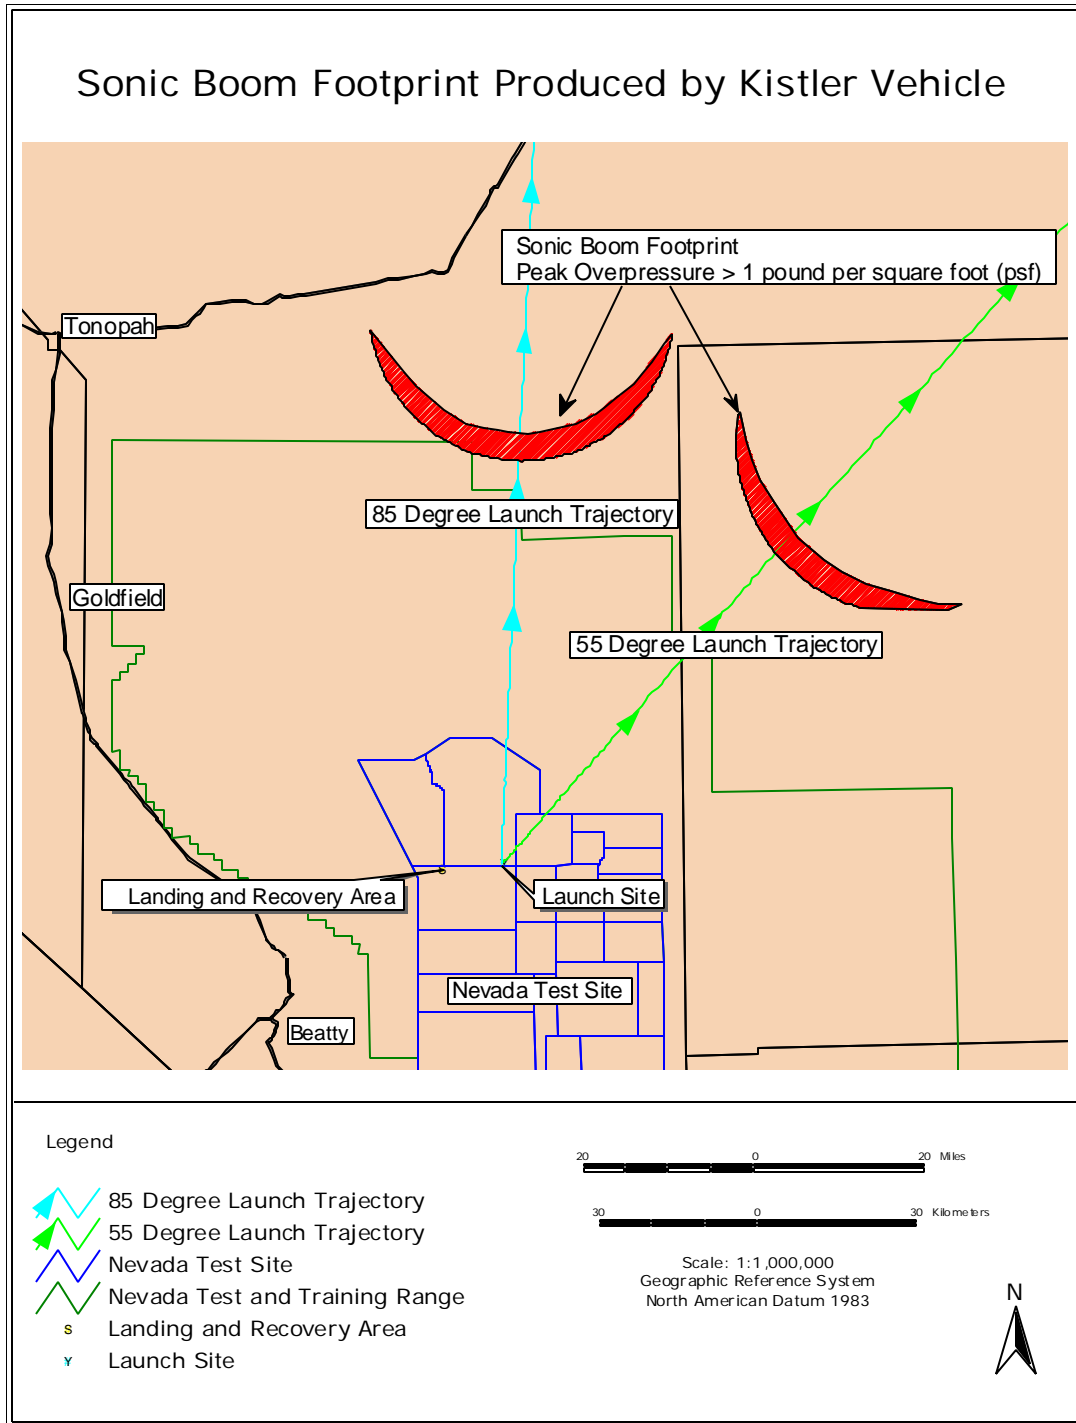 Sonic Boom Footprint Produced by Kistler Vehicle
Sonic Boom Footprint
Peak Overpressure > 1 pound per square foot (psf)
Tonopah
85 Degree Launch Trajectory
Goldfield
55 Degree Launch Trajectory
Landing and Recovery Area
Launch Site
Nevada Test Site
Beatty
Legend
85 Degree Launch Trajectory
55 Degree Launch Trajectory
Nevada Test Site
Nevada Test and Training Range
S Landing and Recovery Area
Y Launch Site
20 0 20 Miles
30 0 30 Kilometers
Scale: 1:1,000,000
Geographic Reference System
North American Datum 1983
N